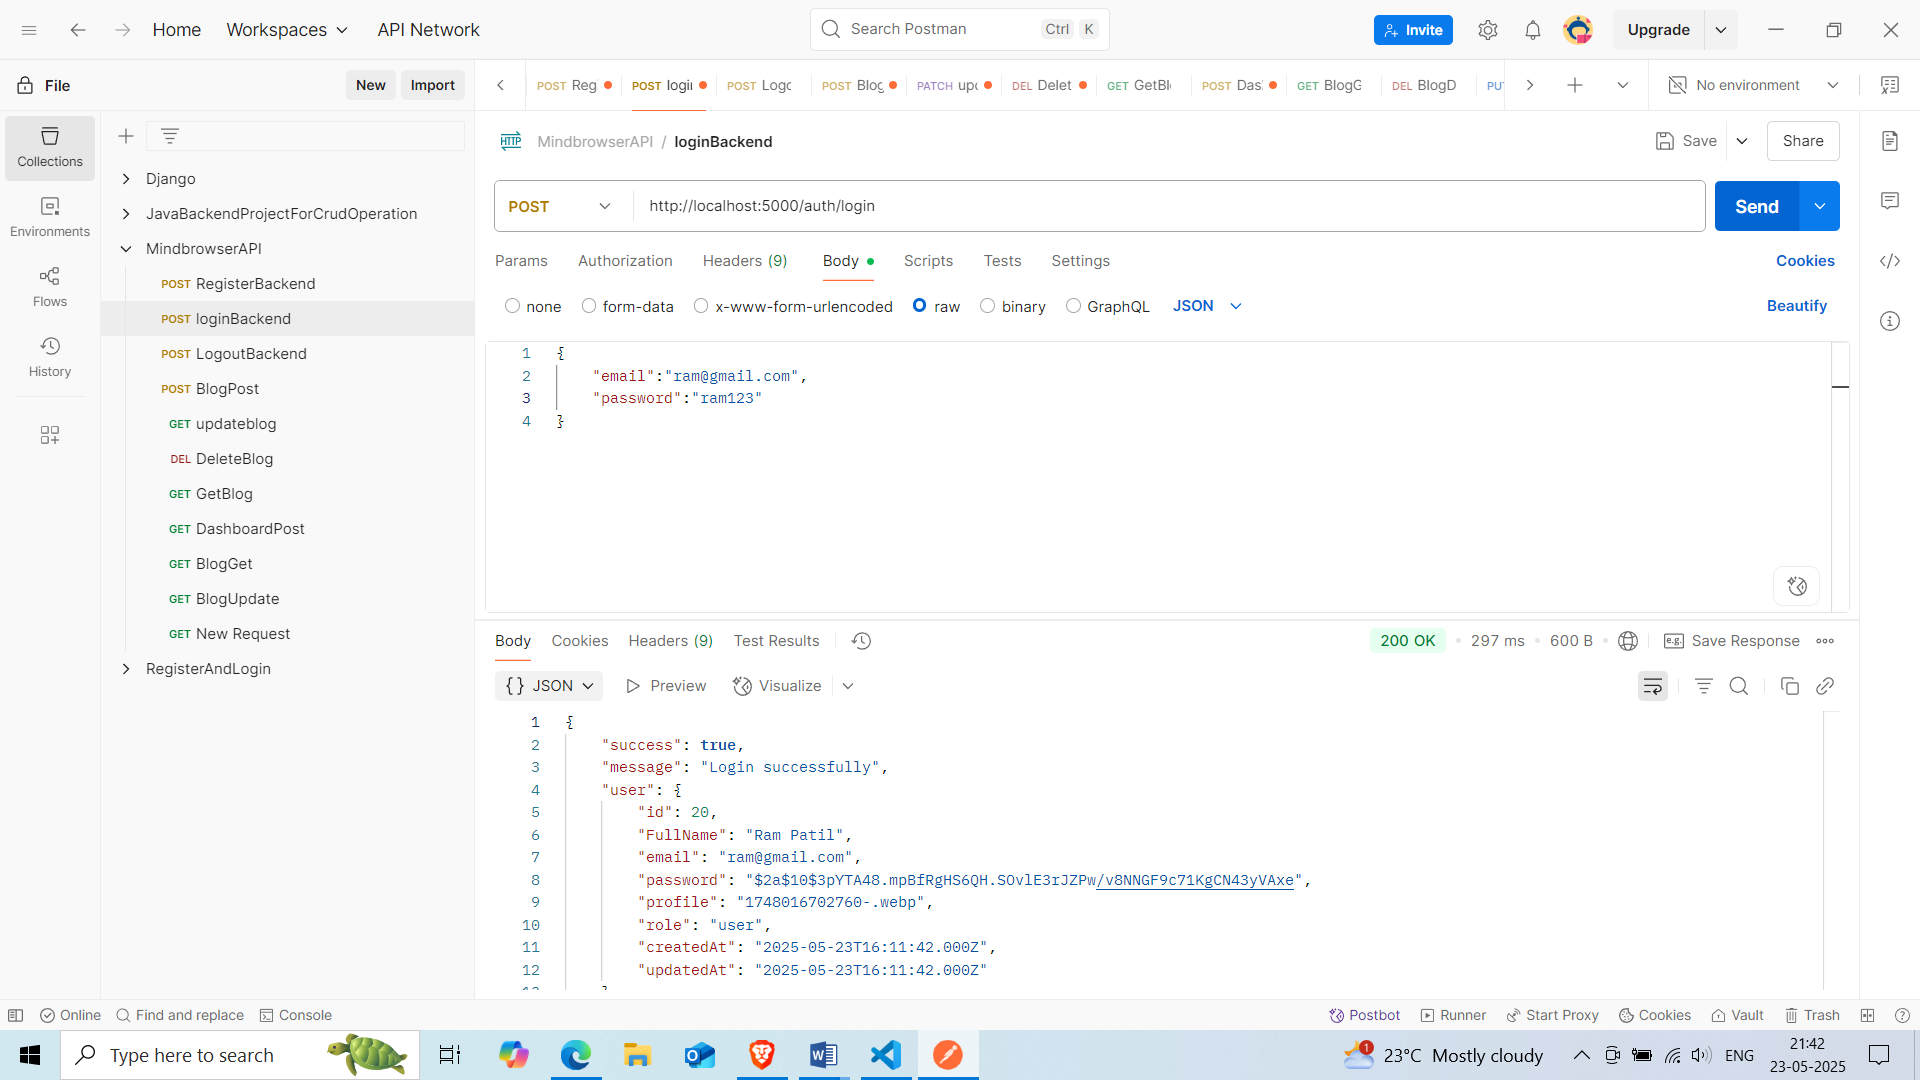 Home Workspaces API Network Search Postman Ctrl K Invite Upgrade
File New Import POST Reg POST login POST Logo POST Blog PATCH upd DEL Delet GET GetBl POST Das GET BlogG DEL BlogD PU No environment
Collections
Environments
Flows
History
Django
JavaBackendProjectForCrudOperation
MindbrowserAPI
POST RegisterBackend
POST loginBackend
POST LogoutBackend
POST BlogPost
GET updateblog
DEL DeleteBlog
GET GetBlog
GET DashboardPost
GET BlogGet
GET BlogUpdate
GET New Request
RegisterAndLogin
HTTP MindbrowserAPI / loginBackend Save Share
POST http://localhost:5000/auth/login Send
Params Authorization Headers (9) Body Scripts Tests Settings Cookies
none form-data x-www-form-urlencoded raw binary GraphQL JSON Beautify
1 {
2 "email":"ram@gmail.com",
3 "password":"ram123"
4 }
Body Cookies Headers (9) Test Results 200 OK 297 ms 600 B e.g. Save Response
{} JSON Preview Visualize
1 {
2 "success": true,
3 "message": "Login successfully",
4 "user": {
5 "id": 20,
6 "FullName": "Ram Patil",
7 "email": "ram@gmail.com",
8 "password": "$2a$10$3pYTA48.mpBfRgHS6QH.SOvlE3rJZPw/v8NNGF9c71KgCN43yVAxe",
9 "profile": "1748016702760-.webp",
10 "role": "user",
11 "createdAt": "2025-05-23T16:11:42.000Z",
12 "updatedAt": "2025-05-23T16:11:42.000Z"
Online Find and replace Console Postbot Runner Start Proxy Cookies Vault Trash
Type here to search 1 23°C Mostly cloudy ENG 21:42
23-05-2025